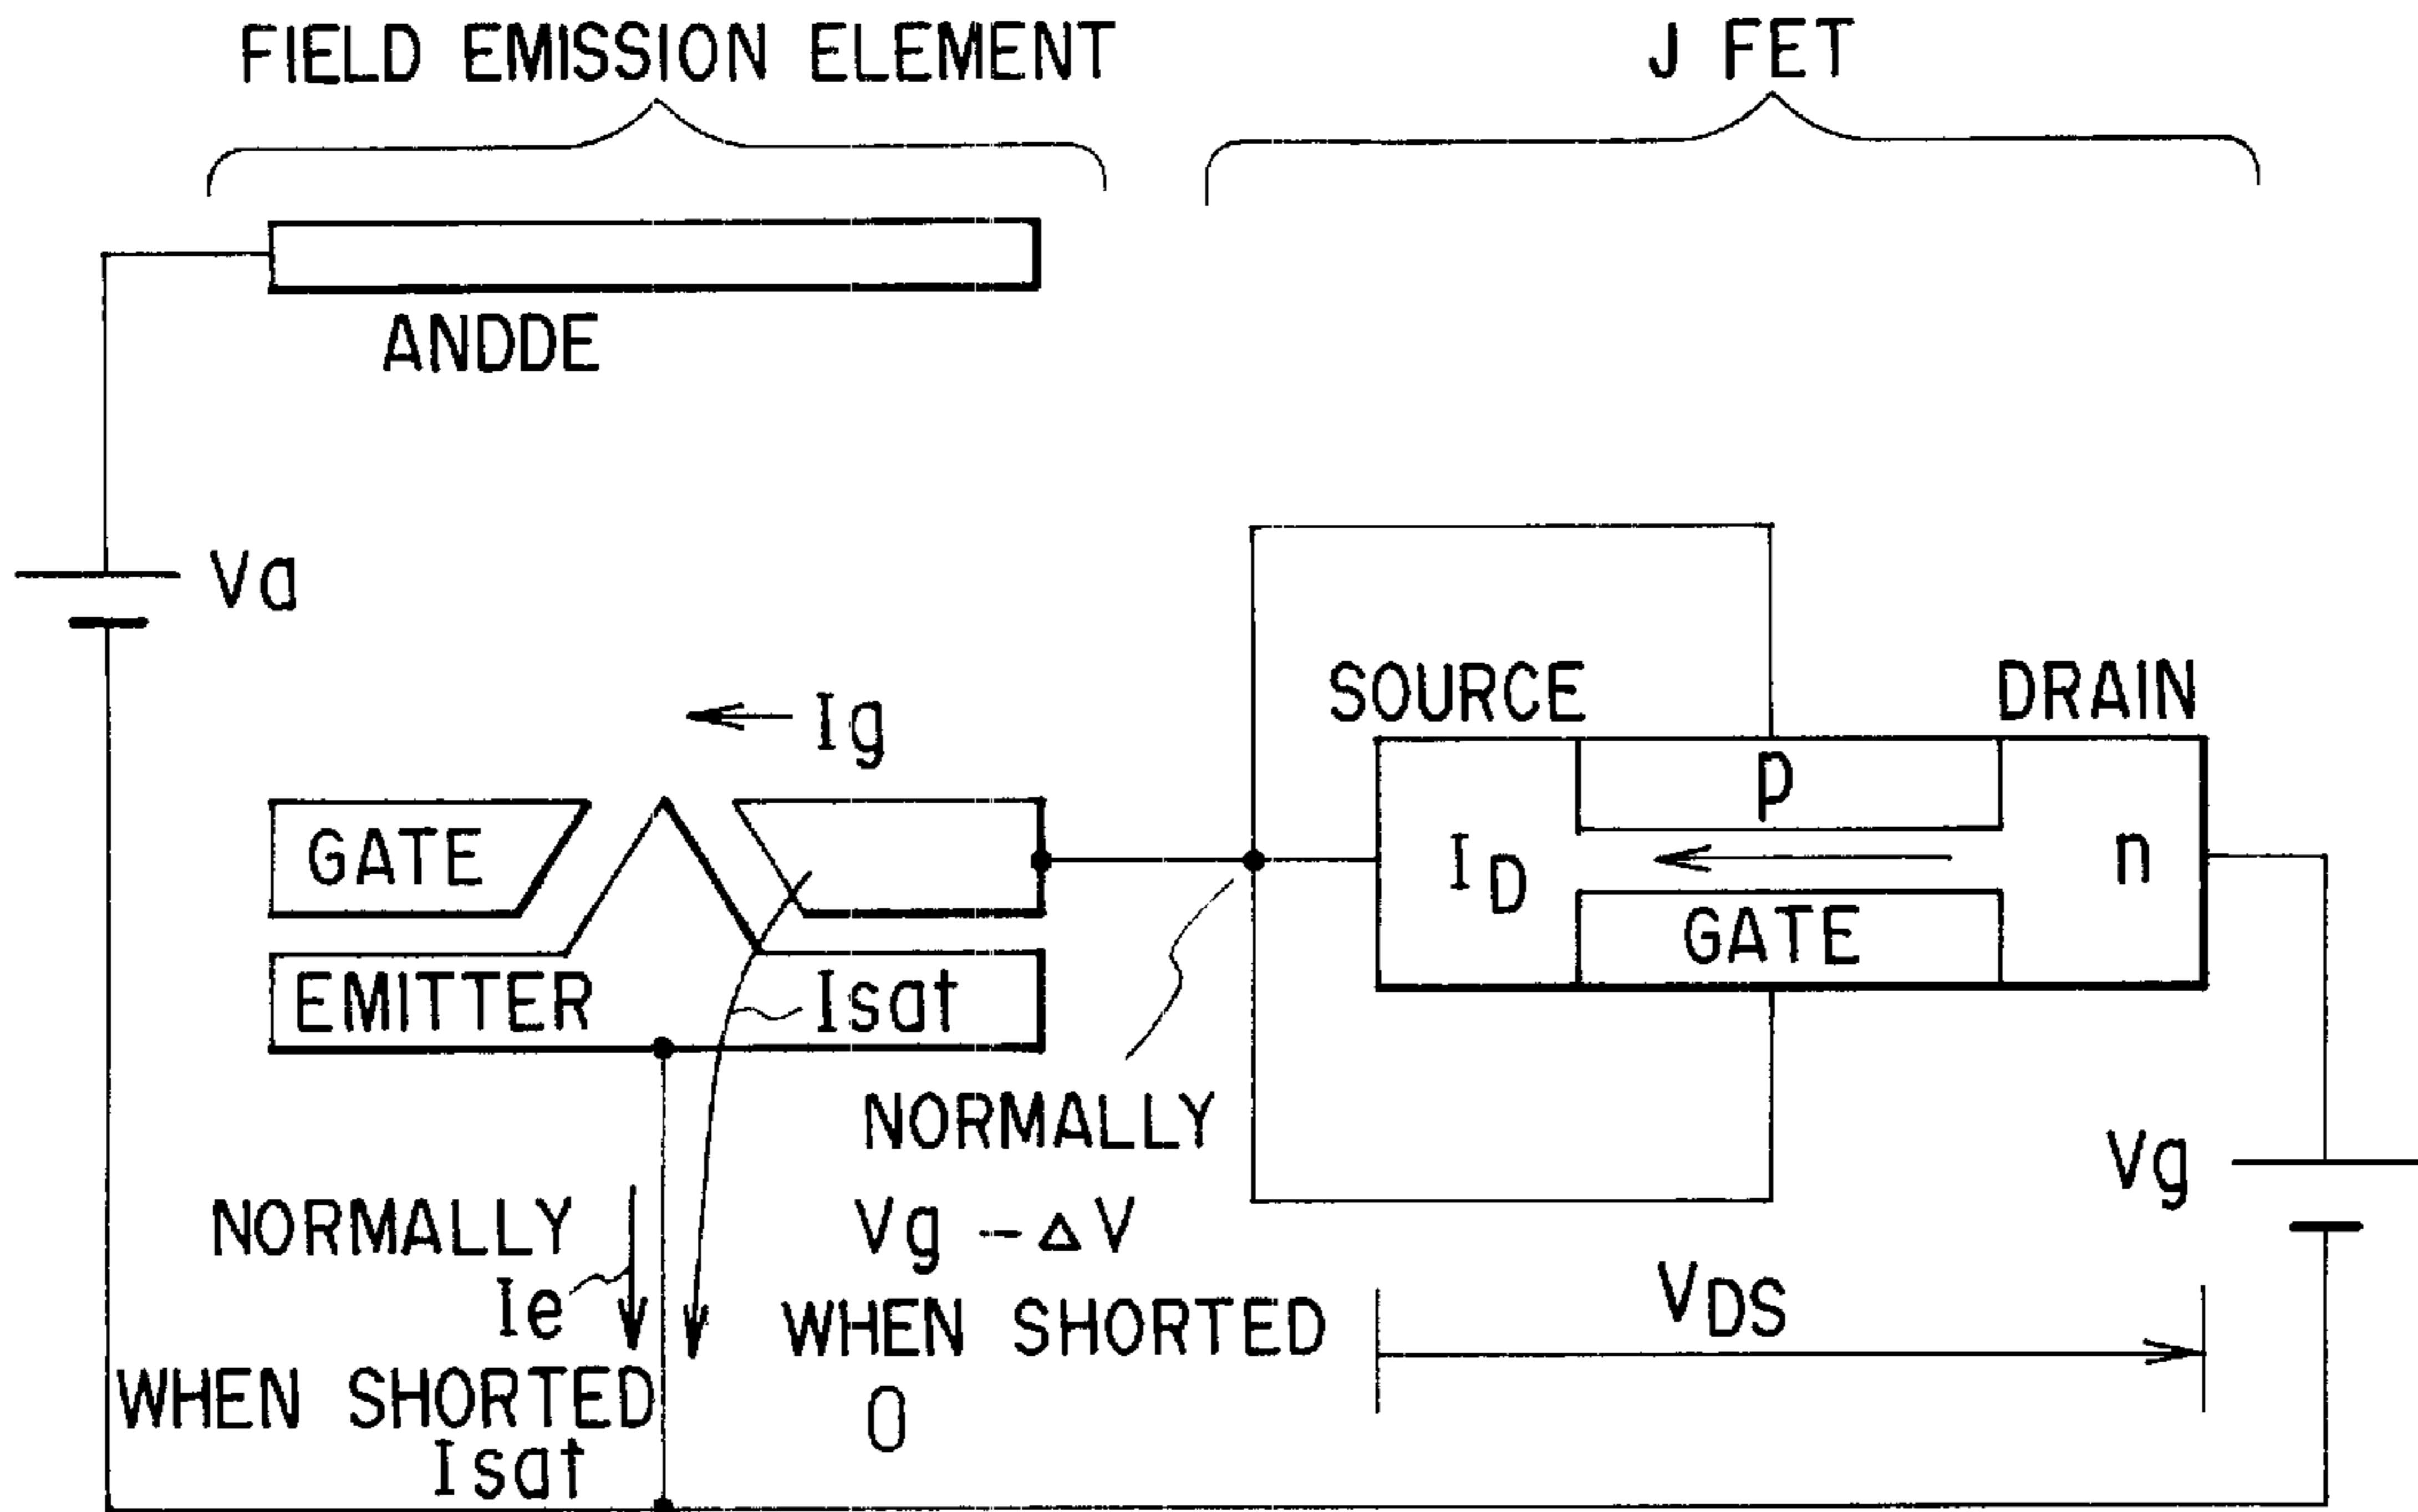 FIELD EMISSION ELEMENT
J FET
ANDDE
Va
Ig
SOURCE
DRAIN
p
GATE
ID
n
GATE
EMITTER
Isat
NORMALLY
Vg -ΔV
WHEN SHORTED
0
NORMALLY
Ie
WHEN SHORTED
Isat
Vg
VDS